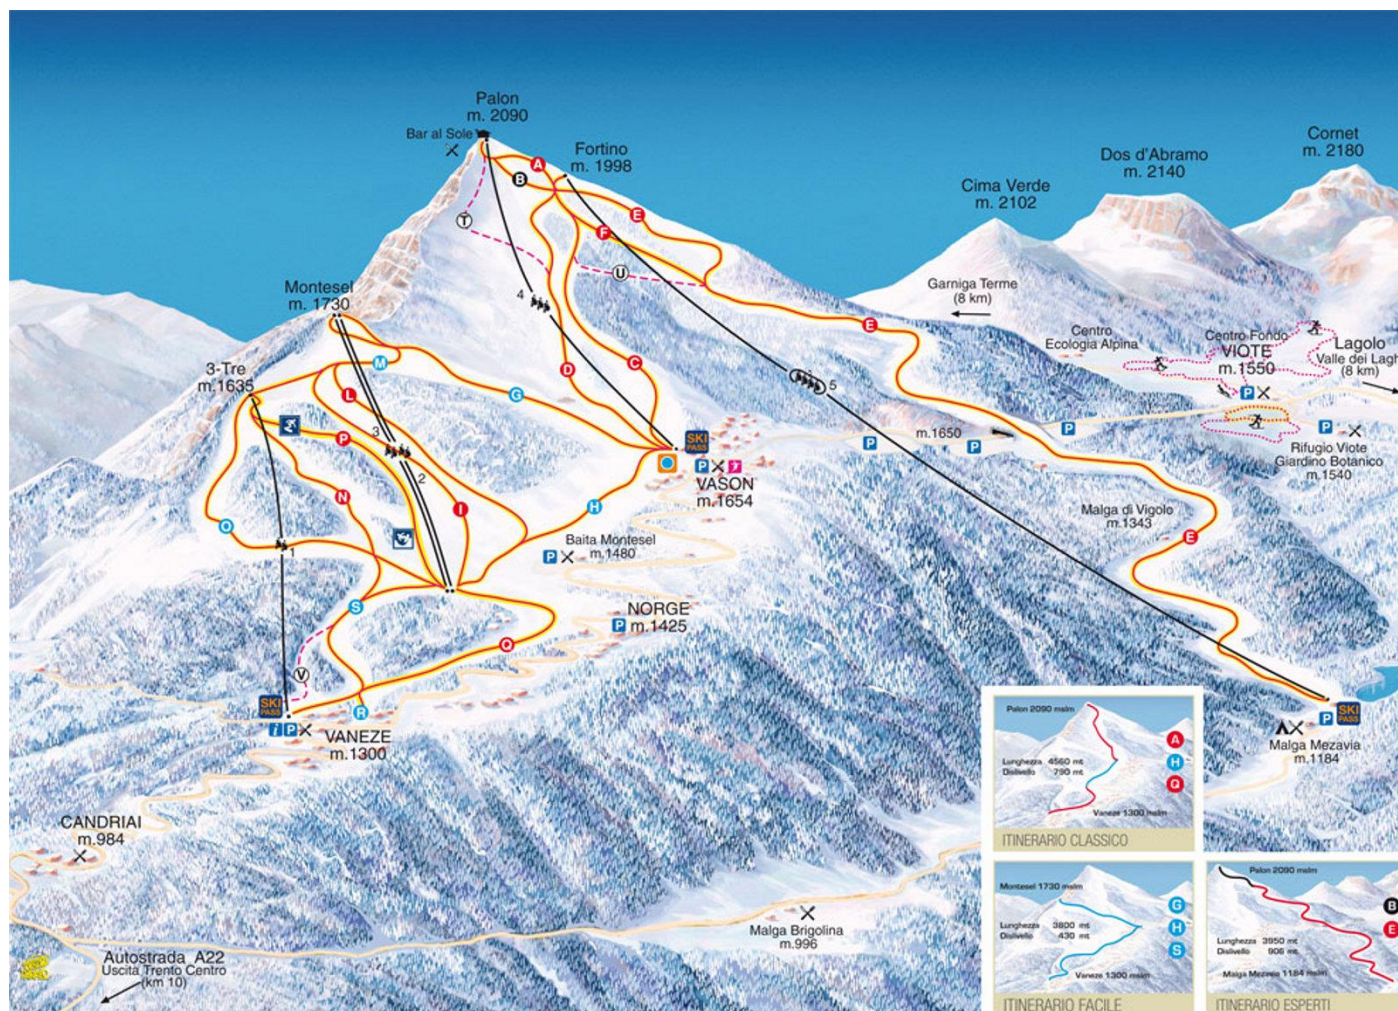 Palon
m. 2090
Bar al Sole
Fortino
m. 1998
A
B
E
F
T
U
Montesel
m. 1730
4
Cornet
m. 2180
Dos d'Abramo
m. 2140
Cima Verde
m. 2102
Garniga Terme
(8 km)
E
Centro
Ecologia Alpina
Centro Fondo
VIOTE
m.1550
P
Lagolo
Valle dei Lagh
(8 km)
3-Tre
m.1635
M
G
D
C
L
5
P
3
2
SKI
PASS
P
VASON
m.1654
P
m.1650
P
P
P
Rifugio Viote
Giardino Botanico
m.1540
N
I
H
O
1
Baita Montesel
m.1480
P
Malga di Vigolo
m.1343
E
S
NORGE
m.1425
P
Q
V
R
SKI
PASS
i
P
VANEZE
m.1300
P
SKI
PASS
Malga Mezavia
m.1184
CANDRIAI
m.984
Malga Brigolina
m.996
Autostrada A22
Uscita Trento Centro
(km 10)
Palon 2090 mslm
A
Lunghezza 4560 mt
Dislivello 790 mt
H
Q
Vaneze 1300 mslm
ITINERARIO CLASSICO
Montesel 1730 mslm
G
Lunghezza 3800 mt
Dislivello 430 mt
H
S
Vaneze 1300 mslm
ITINERARIO FACILE
Palon 2090 mslm
B
E
Lunghezza 3950 mt
Dislivello 906 mt
Malga Mezavia 1184 mslm
ITINERARIO ESPERTI